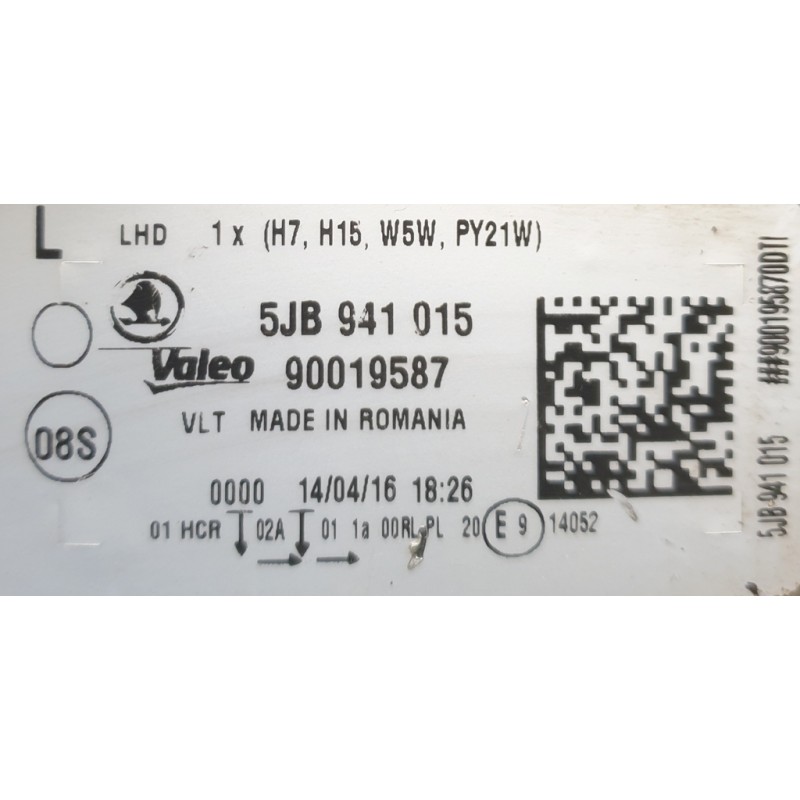 L LHD 1 x (H7, H15, W5W, PY21W)
5JB 941 015
Valeo 90019587
VLT MADE IN ROMANIA
08S
0000 14/04/16 18:26
01 HCR 02A 01 1a 00RL-PL 20 E 9 14052
5JB 941 015 ##900195870DTI